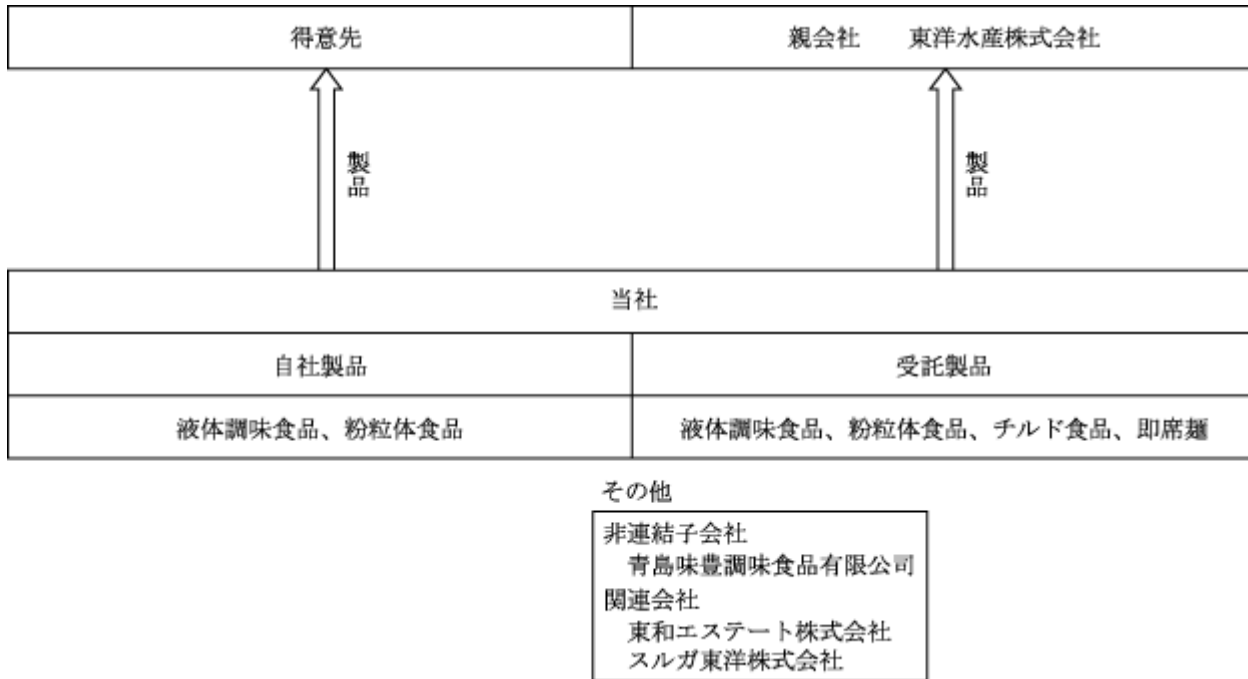 得意先
親会社　　東洋水産株式会社
製品
製品
当社
自社製品
受託製品
液体調味食品、粉粒体食品
液体調味食品、粉粒体食品、チルド食品、即席麺
その他
非連結子会社
青島味豊調味食品有限公司
関連会社
東和エステート株式会社
スルガ東洋株式会社